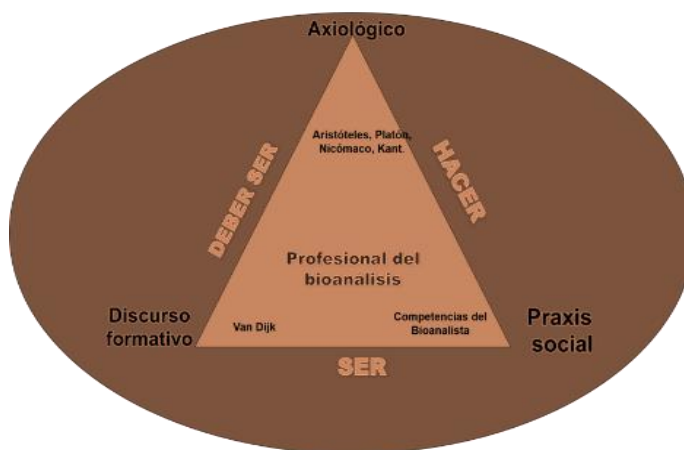 Axiológico
Aristóteles, Platón,
Nicómaco, Kant.
DEBER SER
HACER
Profesional del
bioanalisis
Discurso
formativo
Van Dijk
Competencias del
Bioanalista
Praxis
social
SER